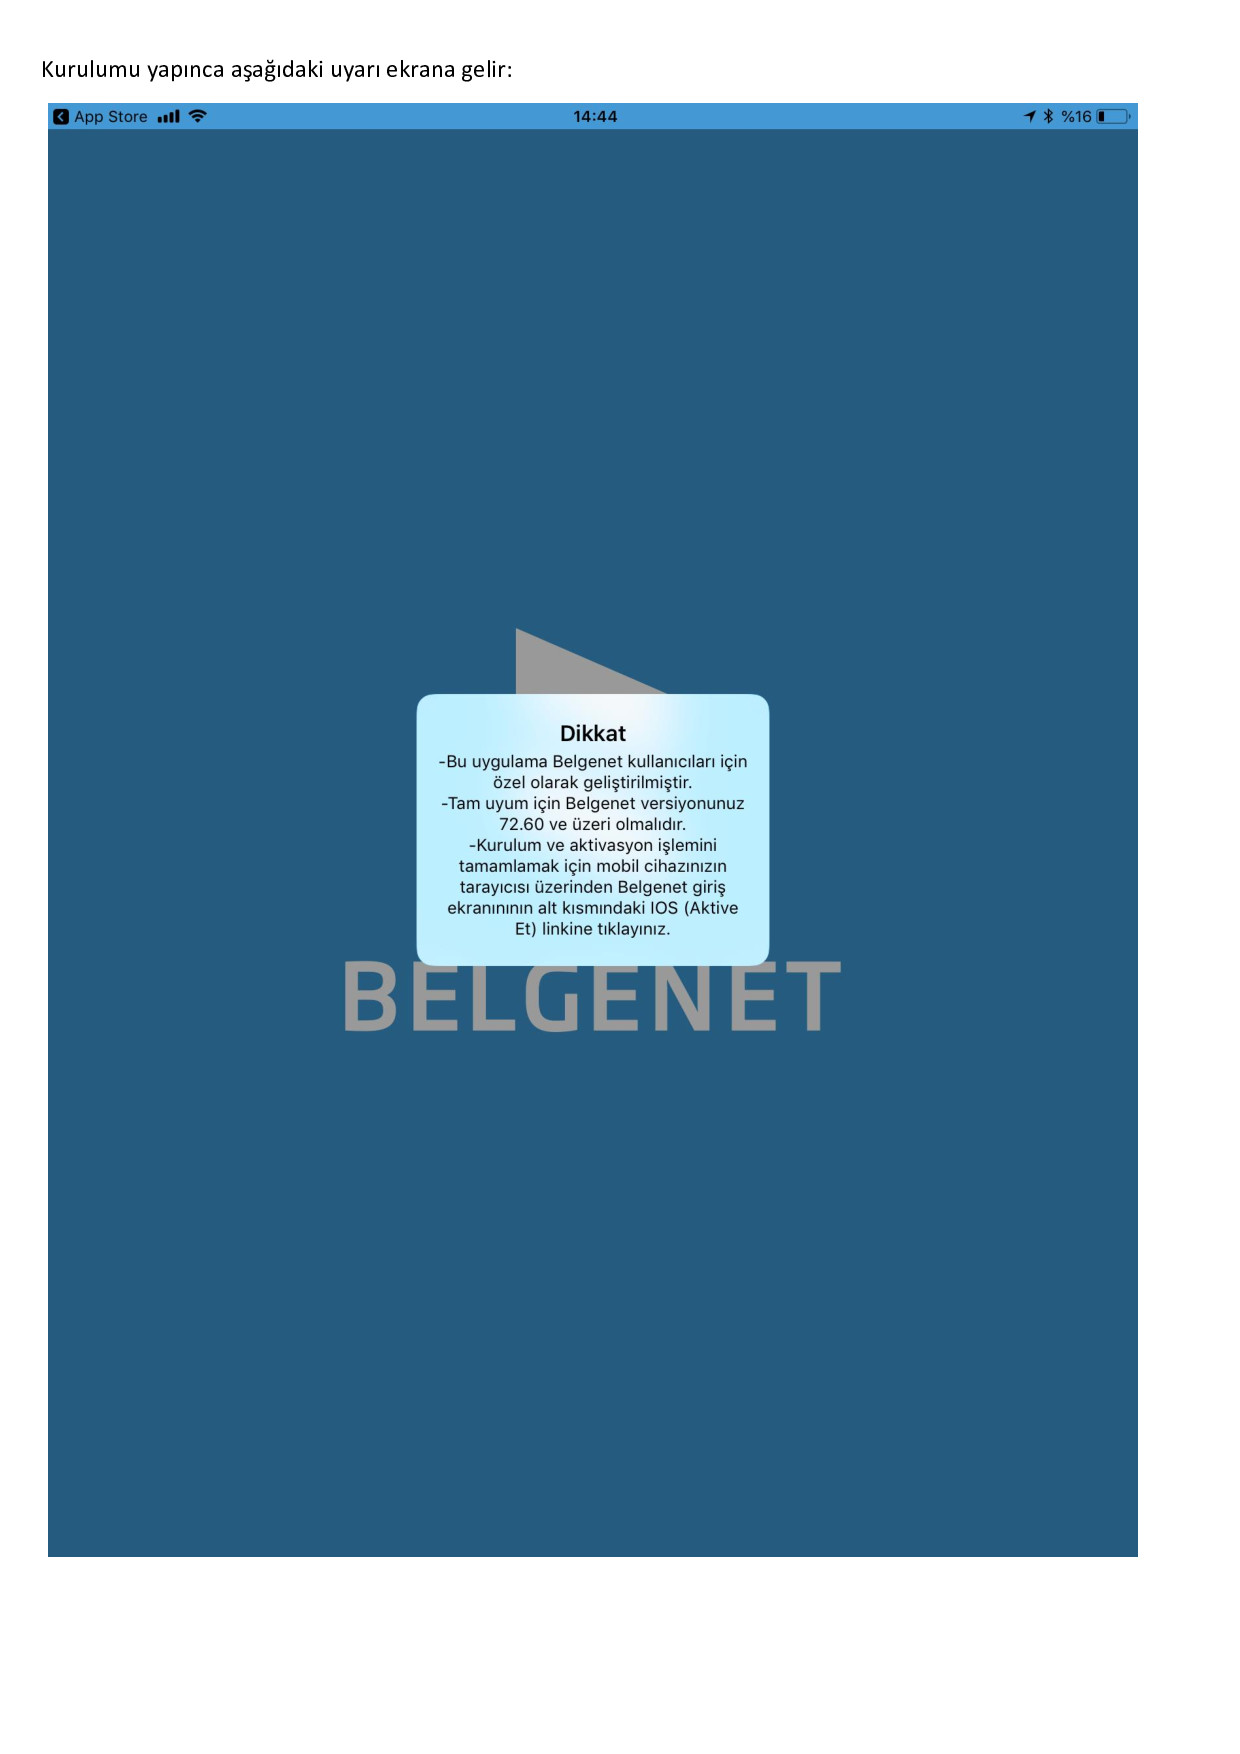 Kurulumu yapınca aşağıdaki uyarı ekrana gelir:
App Store 14:44 %16
Dikkat
-Bu uygulama Belgenet kullanıcıları için
özel olarak geliştirilmiştir.
-Tam uyum için Belgenet versiyonunuz
72.60 ve üzeri olmalıdır.
-Kurulum ve aktivasyon işlemini
tamamlamak için mobil cihazınızın
tarayıcısı üzerinden Belgenet giriş
ekranınının alt kısmındaki IOS (Aktive
Et) linkine tıklayınız.
BELGENET